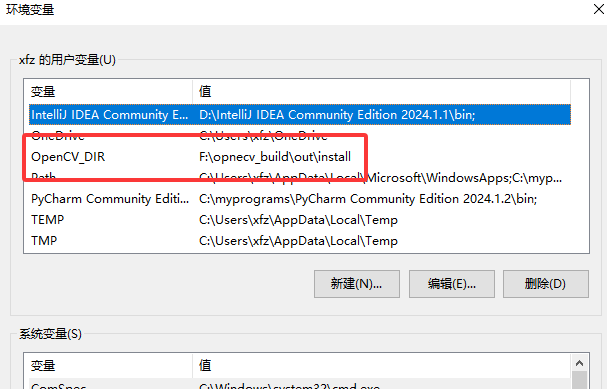 环境变量
xfz 的用户变量(U)
变量 值
IntelliJ IDEA Community E... D:\IntelliJ IDEA Community Edition 2024.1.1\bin;
OneDrive C:\Users\xfz\OneDrive
OpenCV_DIR F:\opnecv_build\out\install
Path C:\Users\xfz\AppData\Local\Microsoft\WindowsApps;C:\myp...
PyCharm Community Editi... C:\myprograms\PyCharm Community Edition 2024.1.2\bin;
TEMP C:\Users\xfz\AppData\Local\Temp
TMP C:\Users\xfz\AppData\Local\Temp
新建(N)... 编辑(E)... 删除(D)
系统变量(S)
变量 值
ComSpec C:\Windows\system32\cmd.exe